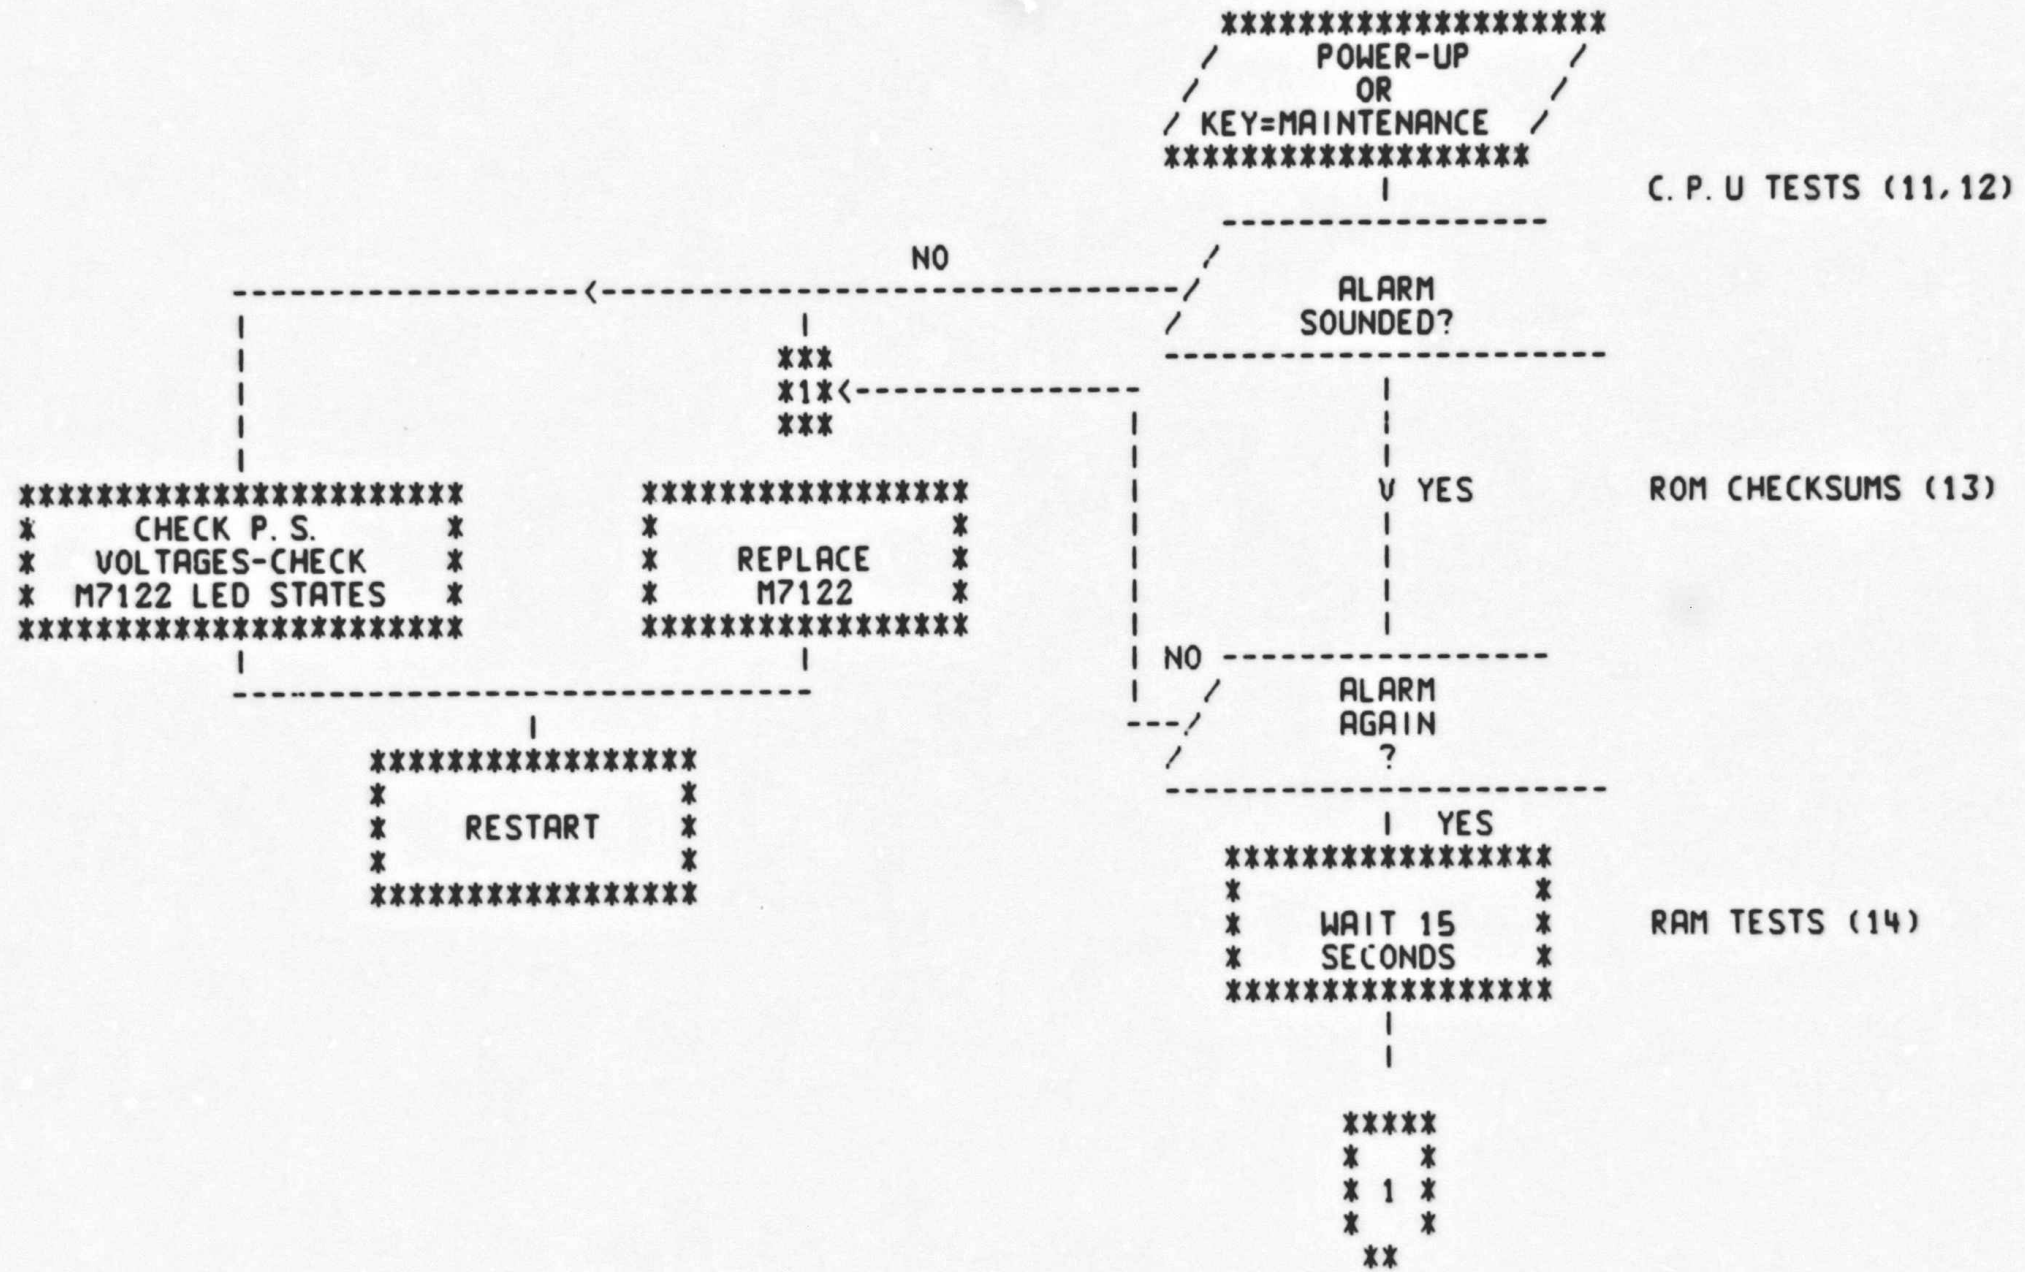 POWER-UP
OR
KEY=MAINTENANCE
C. P. U TESTS (11,12)
NO
ALARM
SOUNDED?
1
YES
ROM CHECKSUMS (13)
CHECK P. S.
VOLTAGES-CHECK
M7122 LED STATES
REPLACE
M7122
NO
ALARM
AGAIN
?
RESTART
YES
WAIT 15
SECONDS
RAM TESTS (14)
1